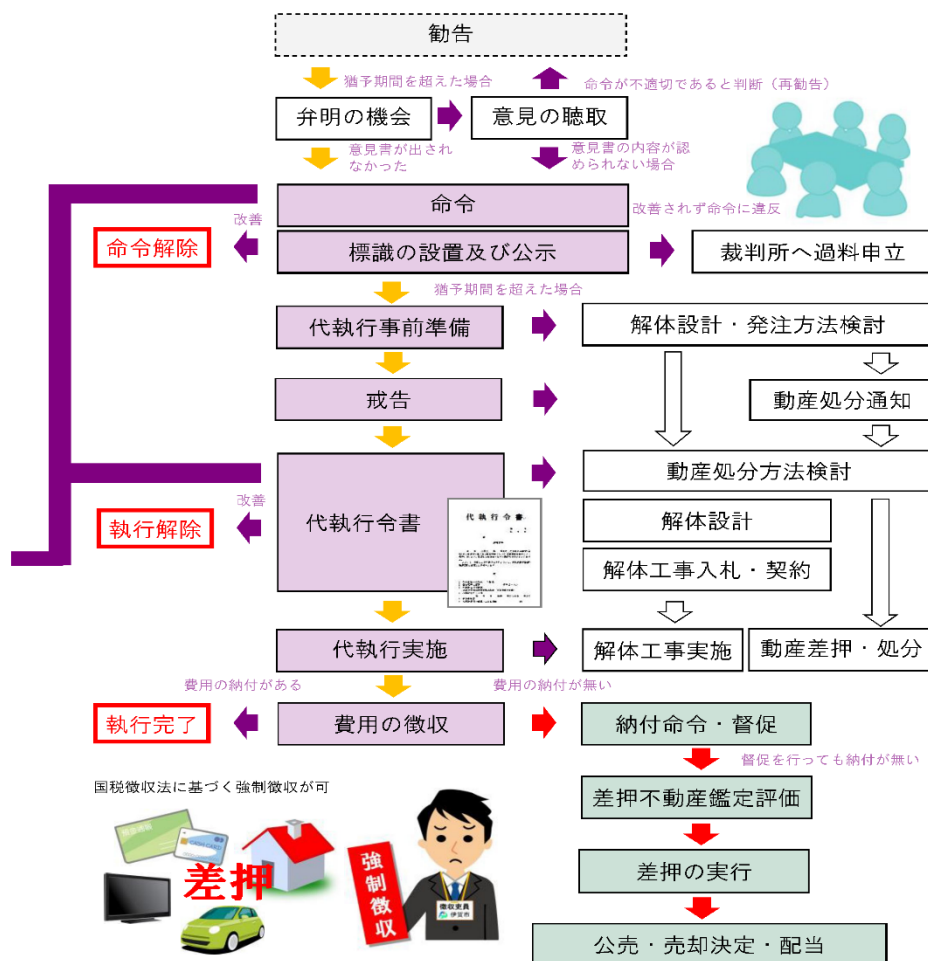 勧告
猶予期間を超えた場合
命令が不適切であると判断（再勧告）
弁明の機会
意見の聴取
意見書が出され
なかった
意見書の内容が認
められない場合
命令
改善されず命令に違反
改善
命令解除
標識の設置及び公示
裁判所へ過料申立
猶予期間を超えた場合
代執行事前準備
解体設計・発注方法検討
戒告
動産処分通知
動産処分方法検討
改善
執行解除
代執行令書
代執行令書
解体設計
解体工事入札・契約
代執行実施
解体工事実施
動産差押・処分
費用の納付がある
費用の納付が無い
執行完了
費用の徴収
納付命令・督促
督促を行っても納付が無い
国税徴収法に基づく強制徴収が可
差押不動産鑑定評価
差押
強制徴収
徴収吏員
伊賀市
差押の実行
公売・売却決定・配当